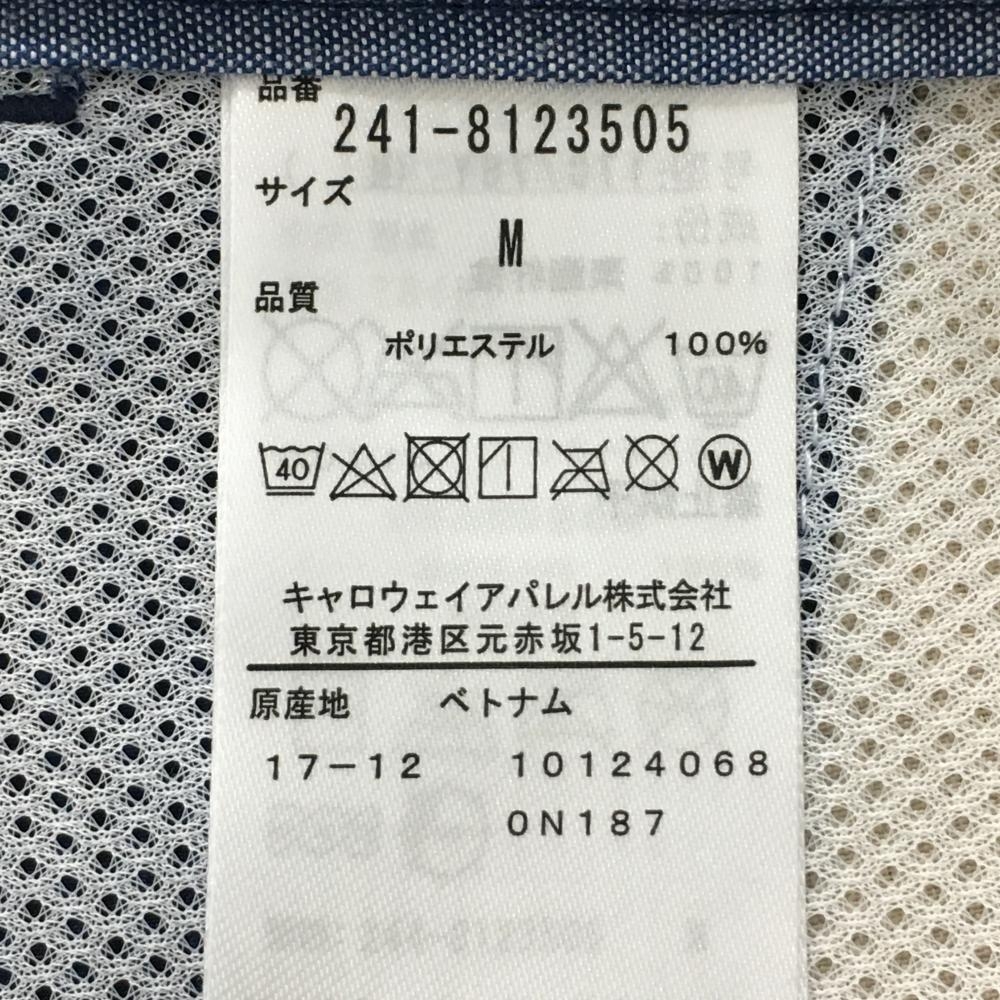 品番
241-8123505
サイズ
M
品質
ポリエステル 100%
40 W
キャロウェイアパレル株式会社
東京都港区元赤坂1-5-12
原産地 ベトナム
17-12 10124068
0N187